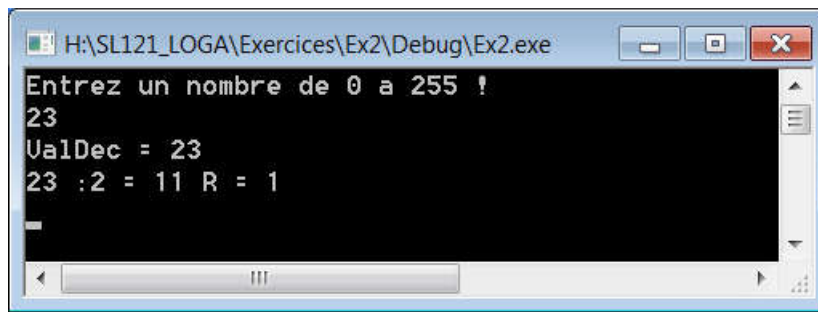 H:\SL121_LOGA\Exercices\Ex2\Debug\Ex2.exe
Entrez un nombre de 0 a 255 !
23
ValDec = 23
23 :2 = 11 R = 1